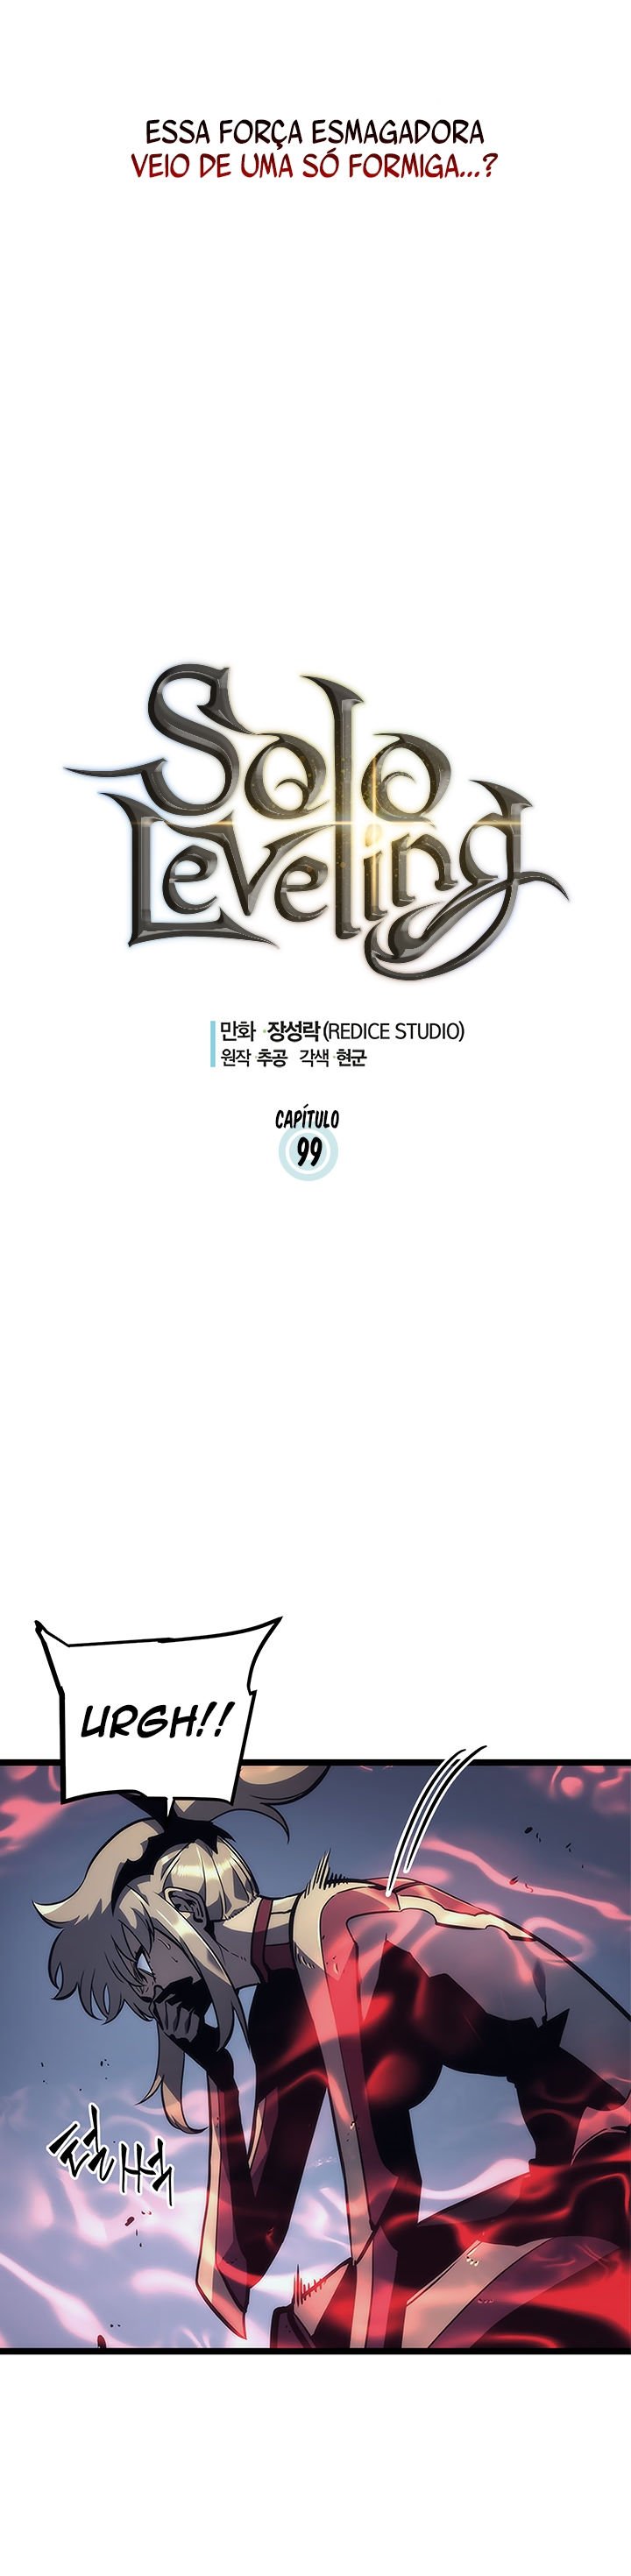 ESSA FORÇA ESMAGADORA
VEIO DE UMA SÓ FORMIGA...?
Solo
Leveling
만화 · 장성락 (REDICE STUDIO)
원작 · 추공 각색 · 현군
CAPÍTULO
99
URGH!!